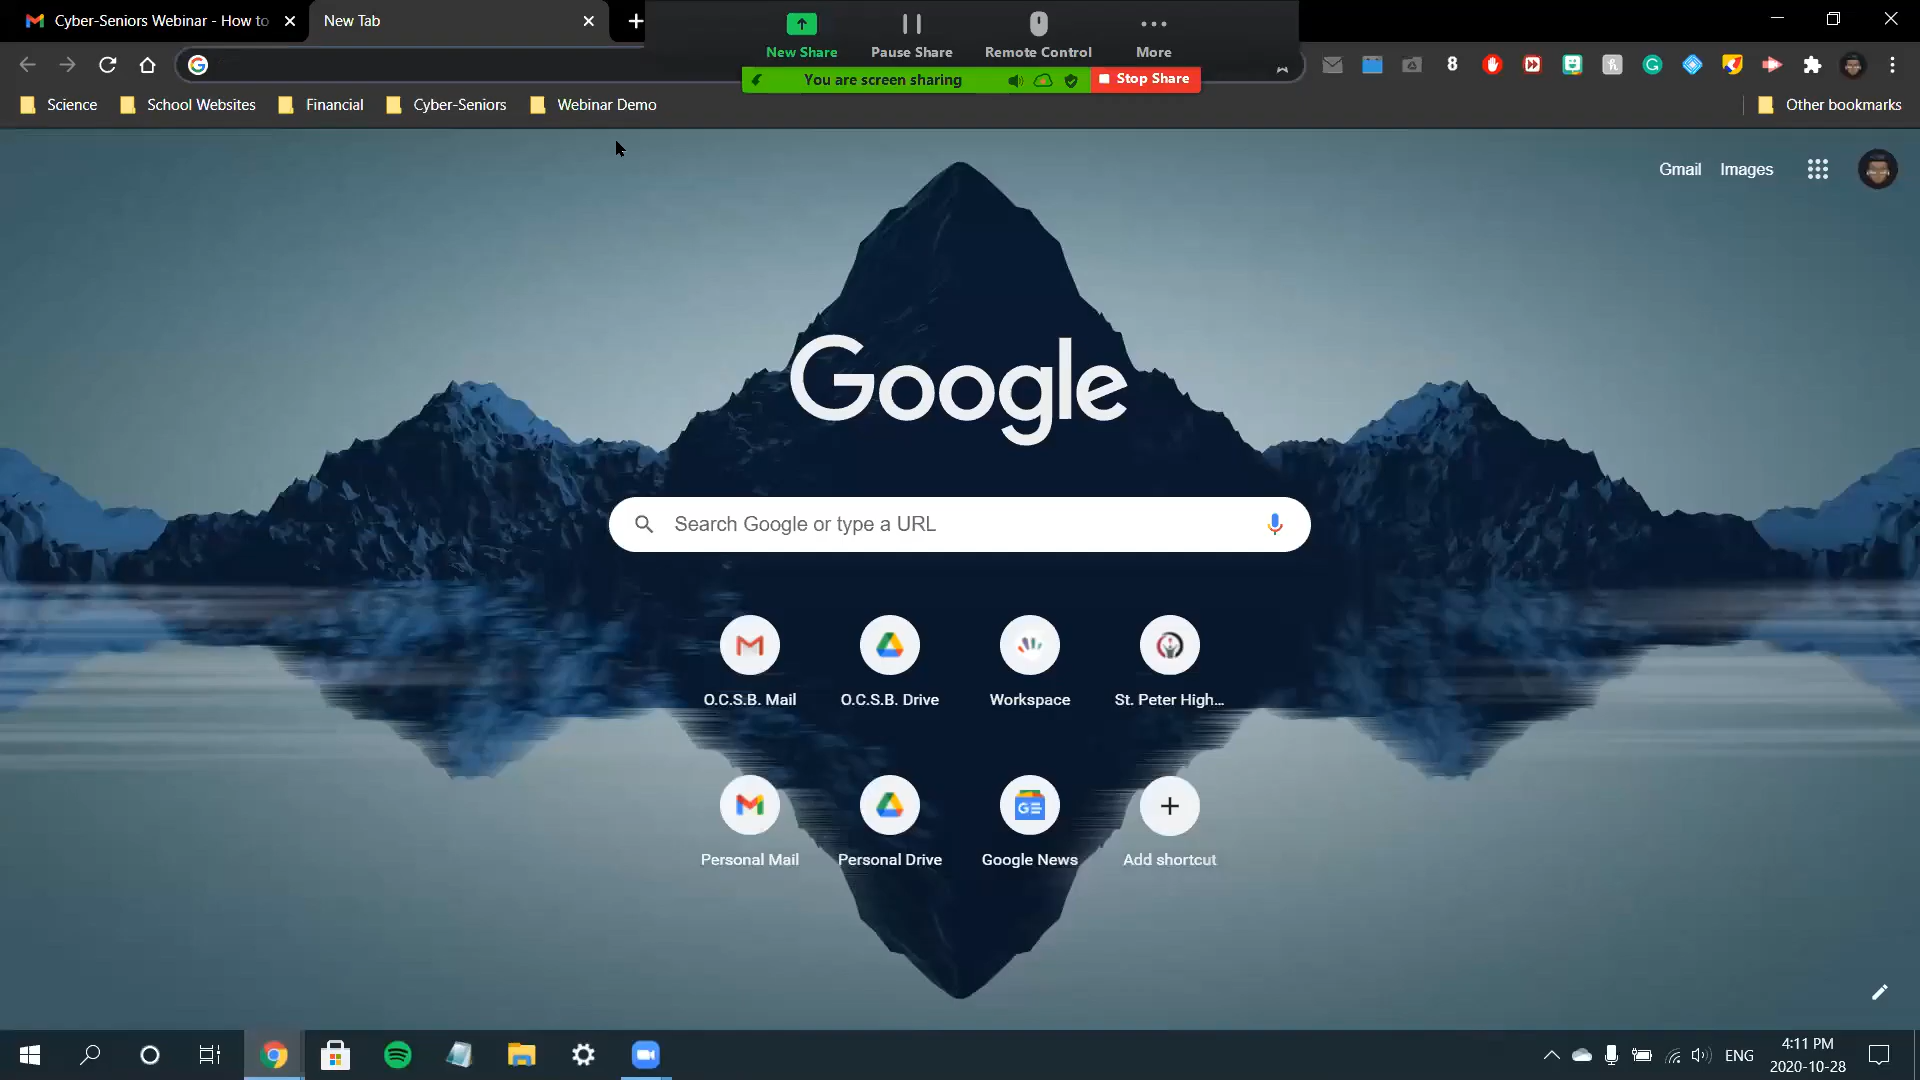 Cyber-Seniors Webinar - How to
New Tab
New Share
Pause Share
Remote Control
More
You are screen sharing
Stop Share
8
Science
School Websites
Financial
Cyber-Seniors
Webinar Demo
Other bookmarks
Gmail
Images
Google
Search Google or type a URL
O.C.S.B. Mail
O.C.S.B. Drive
Workspace
St. Peter High...
Personal Mail
Personal Drive
Google News
Add shortcut
ENG
4:11 PM
2020-10-28